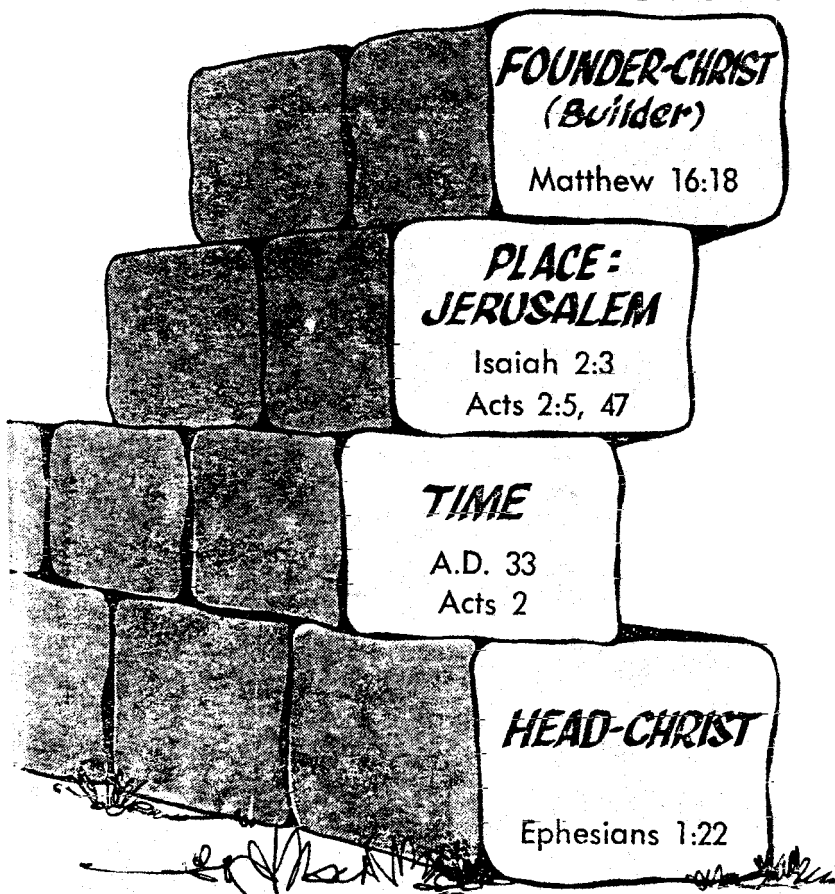 FOUNDER-CHRIST
(Builder)
Matthew 16:18
PLACE:
JERUSALEM
Isaiah 2:3
Acts 2:5, 47
TIME
A.D. 33
Acts 2
HEAD-CHRIST
Ephesians 1:22